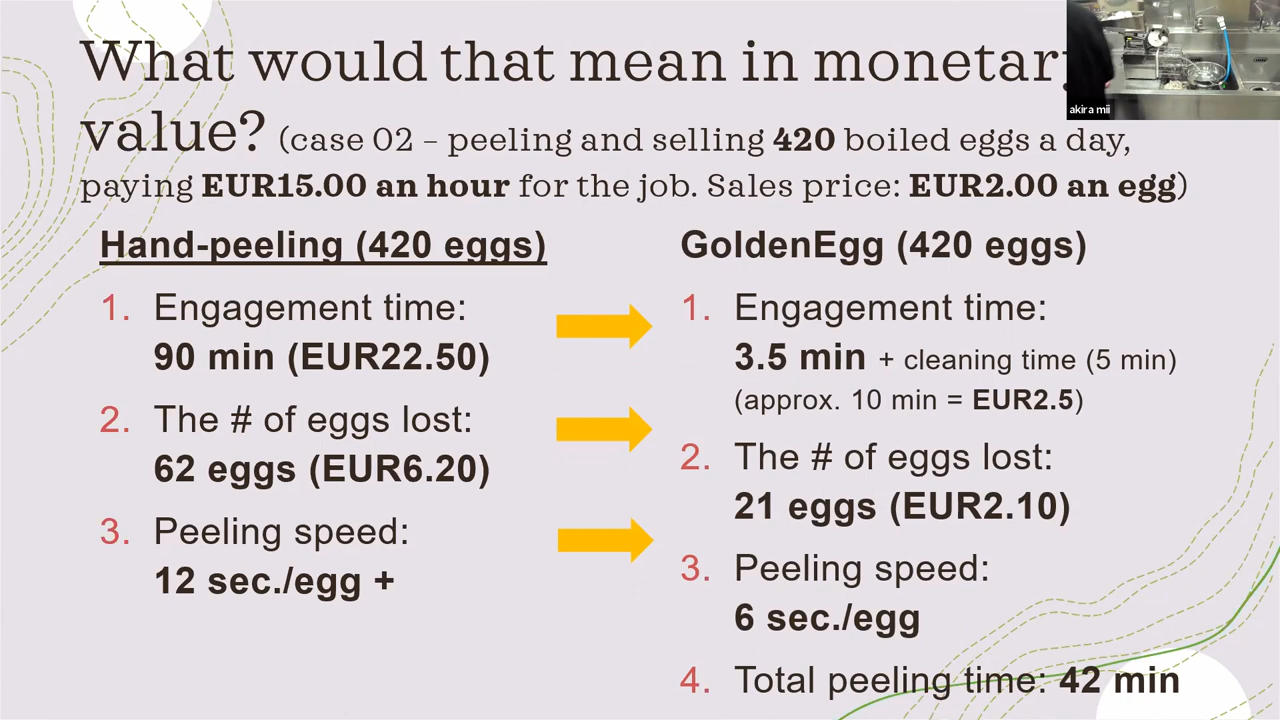 What would that mean in monetary
value? (case 02 – peeling and selling 420 boiled eggs a day,
paying EUR15.00 an hour for the job. Sales price: EUR2.00 an egg)
akira mii
Hand-peeling (420 eggs)
1. Engagement time:
90 min (EUR22.50)
2. The # of eggs lost:
62 eggs (EUR6.20)
3. Peeling speed:
12 sec./egg +
GoldenEgg (420 eggs)
1. Engagement time:
3.5 min + cleaning time (5 min)
(approx. 10 min = EUR2.5)
2. The # of eggs lost:
21 eggs (EUR2.10)
3. Peeling speed:
6 sec./egg
4. Total peeling time: 42 min